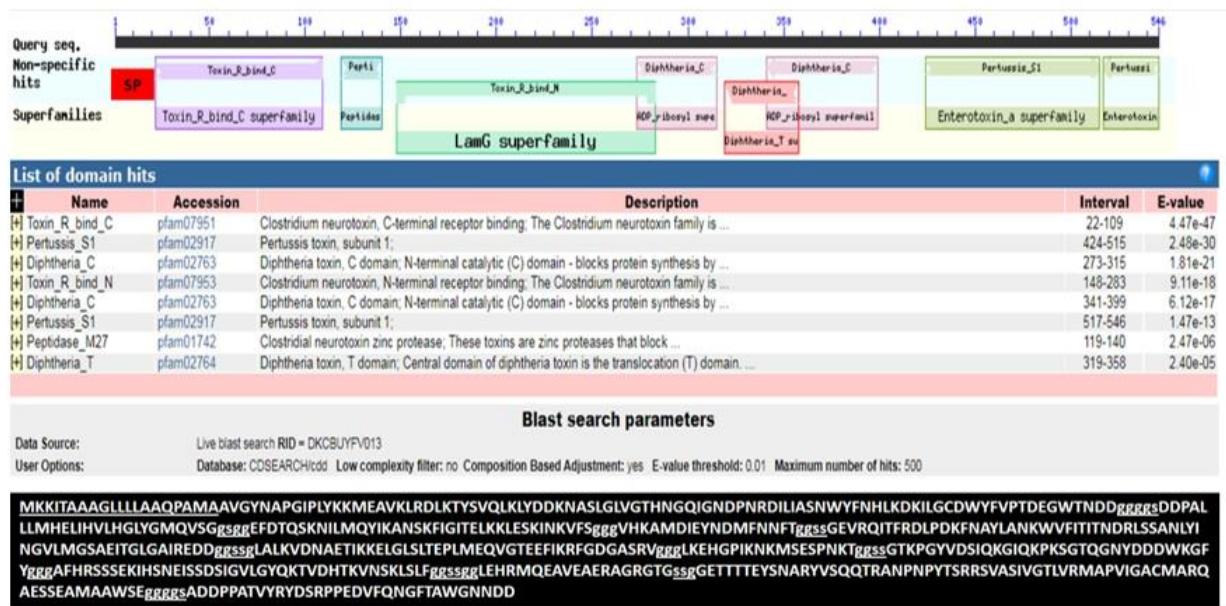 1 50 100 150 200 250 300 350 400 450 500 546
Query seq.
Non-specific hits
SP Toxin_R_bind_C Pepti Toxin_R_bind_N Diphtheria_C Diphtheria_ Diphtheria_C Pertussis_S1 Pertussi
Superfamilies
Toxin_R_bind_C superfamily Peptidas LamG superfamily ADP_ribosyl supe Diphtheria_T su ADP_ribosyl superfamil Enterotoxin_a superfamily Enterotoxin
List of domain hits ?
+ Name Accession Description Interval E-value
[+] Toxin_R_bind_C pfam07951 Clostridium neurotoxin, C-terminal receptor binding; The Clostridium neurotoxin family is ... 22-109 4.47e-47
[+] Pertussis_S1 pfam02917 Pertussis toxin, subunit 1; 424-515 2.48e-30
[+] Diphtheria_C pfam02763 Diphtheria toxin, C domain; N-terminal catalytic (C) domain - blocks protein synthesis by ... 273-315 1.81e-21
[+] Toxin_R_bind_N pfam07953 Clostridium neurotoxin, N-terminal receptor binding; The Clostridium neurotoxin family is ... 148-283 9.11e-18
[+] Diphtheria_C pfam02763 Diphtheria toxin, C domain; N-terminal catalytic (C) domain - blocks protein synthesis by ... 341-399 6.12e-17
[+] Pertussis_S1 pfam02917 Pertussis toxin, subunit 1; 517-546 1.47e-13
[+] Peptidase_M27 pfam01742 Clostridial neurotoxin zinc protease; These toxins are zinc proteases that block ... 119-140 2.47e-06
[+] Diphtheria_T pfam02764 Diphtheria toxin, T domain; Central domain of diphtheria toxin is the translocation (T) domain. ... 319-358 2.40e-05
Blast search parameters
Data Source: Live blast search RID = DKCBUYFV013
User Options: Database: CDSEARCH/cdd Low complexity filter: no Composition Based Adjustment: yes E-value threshold: 0.01 Maximum number of hits: 500
MKKITAAAGLLLLAAQPAMAAVGYNAPGIPLYKKMEAVKLRDLKTYSVQLKLYDDKNASLGLVGTHNGQIGNDPNRDILIASNWYFNHLKDKILGCDWYFVPTDEGWTNDDgggggsDDPAL
LLMHELIHVLHGLYGMQVSGgsggEFDTQSKNILMQYIKANSKFIGITELKKLESKINKVFSgggVHKAMDIEYNDMFNNFTggssGEVRQITFRDLPDKFNAYLANKWVFITITNDRLSSANLYI
NGVLMGSAEITGLGAIREDDggssgLALKVDNAETIKKELGLSLTEPLMEQVGTEEFIKRFGDGASRVgggLKEHGPIKNKMSESPNKTggssGTKPGYVDSIQKGIQKPKSGTQGNYDDDWKGF
YgggAFHRSSSEKIHSNEISSDSIGVLGYQKTVDHTKVNSKLSLFggssggLEHRMQEAVEAERAGRGTGssgGETTTTEYSNARYVSQQTRANPNPYTSRRSVASIVGTLVRMAPVIGACMARQ
AESSEAMAAWSEgggggsADDPPATVYRYDSRPPEDVFQNGFTAWGNNDD